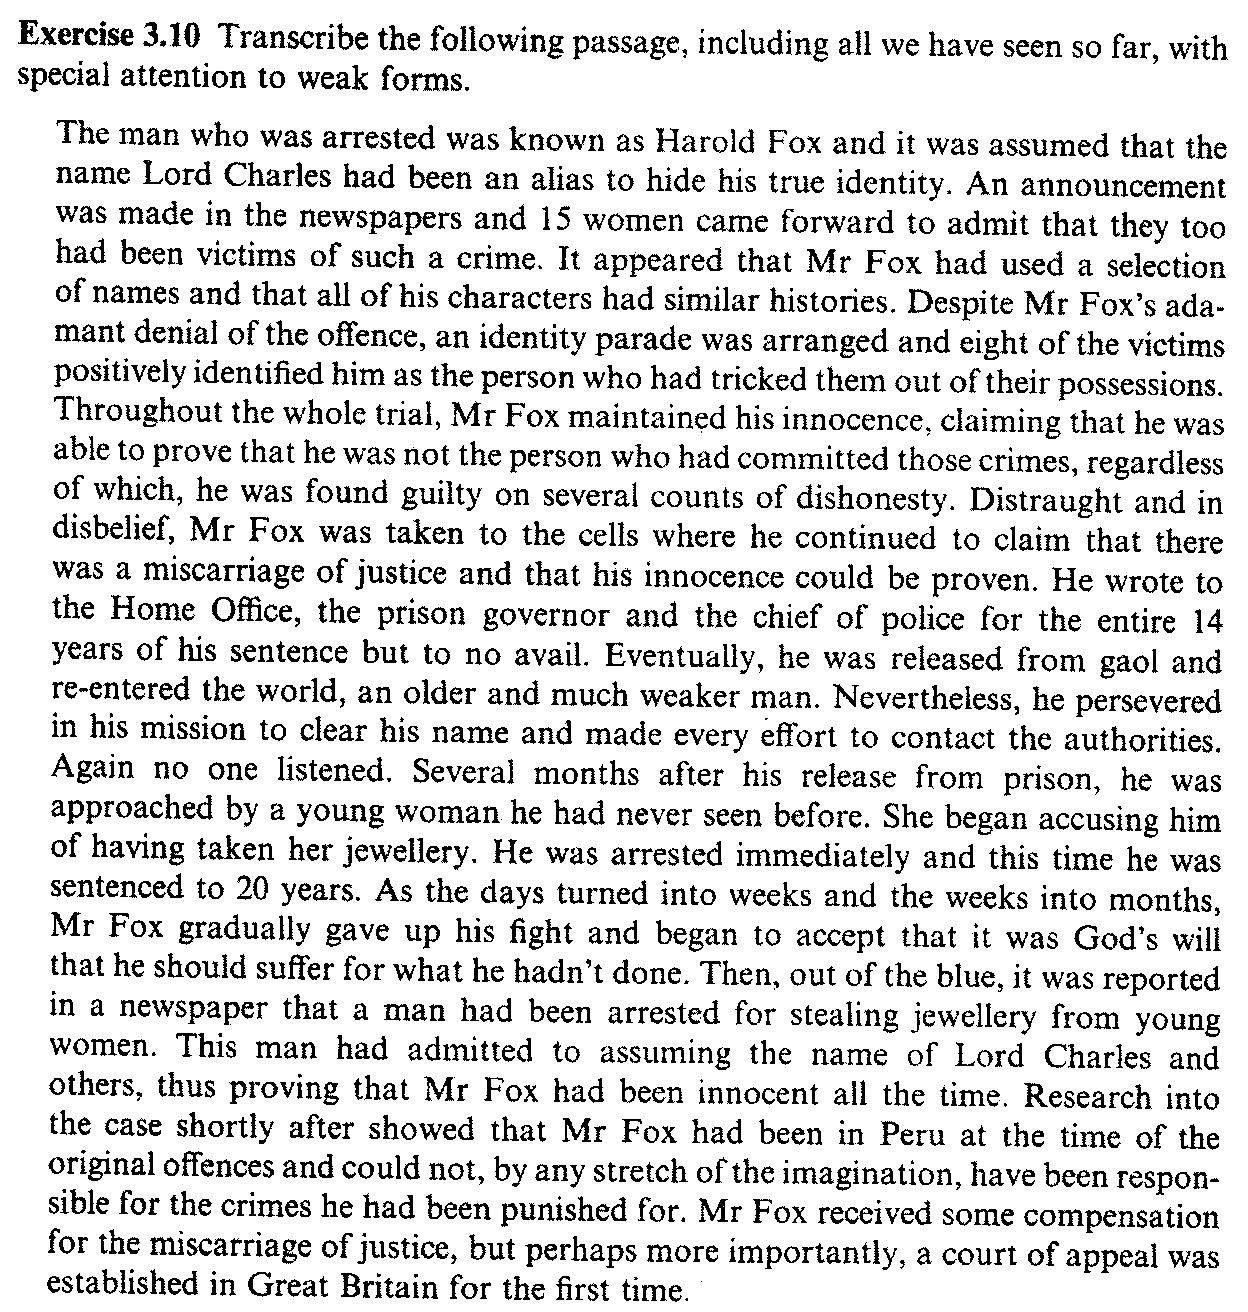 Exercise 3.10 Transcribe the following passage, including all we have seen so far, with
special attention to weak forms.
The man who was arrested was known as Harold Fox and it was assumed that the
name Lord Charles had been an alias to hide his true identity. An announcement
was made in the newspapers and 15 women came forward to admit that they too
had been victims of such a crime. It appeared that Mr Fox had used a selection
of names and that all of his characters had similar histories. Despite Mr Fox's ada-
mant denial of the offence, an identity parade was arranged and eight of the victims
positively identified him as the person who had tricked them out of their possessions.
Throughout the whole trial, Mr Fox maintained his innocence, claiming that he was
able to prove that he was not the person who had committed those crimes, regardless
of which, he was found guilty on several counts of dishonesty. Distraught and in
disbelief, Mr Fox was taken to the cells where he continued to claim that there
was a miscarriage of justice and that his innocence could be proven. He wrote to
the Home Office, the prison governor and the chief of police for the entire 14
years of his sentence but to no avail. Eventually, he was released from gaol and
re-entered the world, an older and much weaker man. Nevertheless, he persevered
in his mission to clear his name and made every effort to contact the authorities.
Again no one listened. Several months after his release from prison, he was
approached by a young woman he had never seen before. She began accusing him
of having taken her jewellery. He was arrested immediately and this time he was
sentenced to 20 years. As the days turned into weeks and the weeks into months,
Mr Fox gradually gave up his fight and began to accept that it was God's will
that he should suffer for what he hadn't done. Then, out of the blue, it was reported
in a newspaper that a man had been arrested for stealing jewellery from young
women. This man had admitted to assuming the name of Lord Charles and
others, thus proving that Mr Fox had been innocent all the time. Research into
the case shortly after showed that Mr Fox had been in Peru at the time of the
original offences and could not, by any stretch of the imagination, have been respon-
sible for the crimes he had been punished for. Mr Fox received some compensation
for the miscarriage of justice, but perhaps more importantly, a court of appeal was
established in Great Britain for the first time.